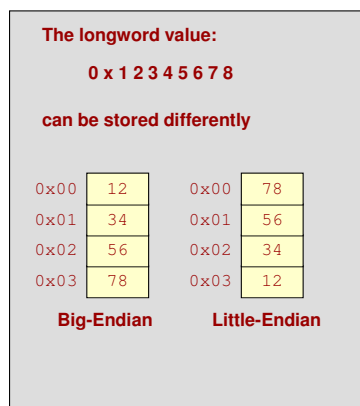 The longword value:
0 x 1 2 3 4 5 6 7 8
can be stored differently
0x00 12 0x00 78
0x01 34 0x01 56
0x02 56 0x02 34
0x03 78 0x03 12
Big-Endian Little-Endian